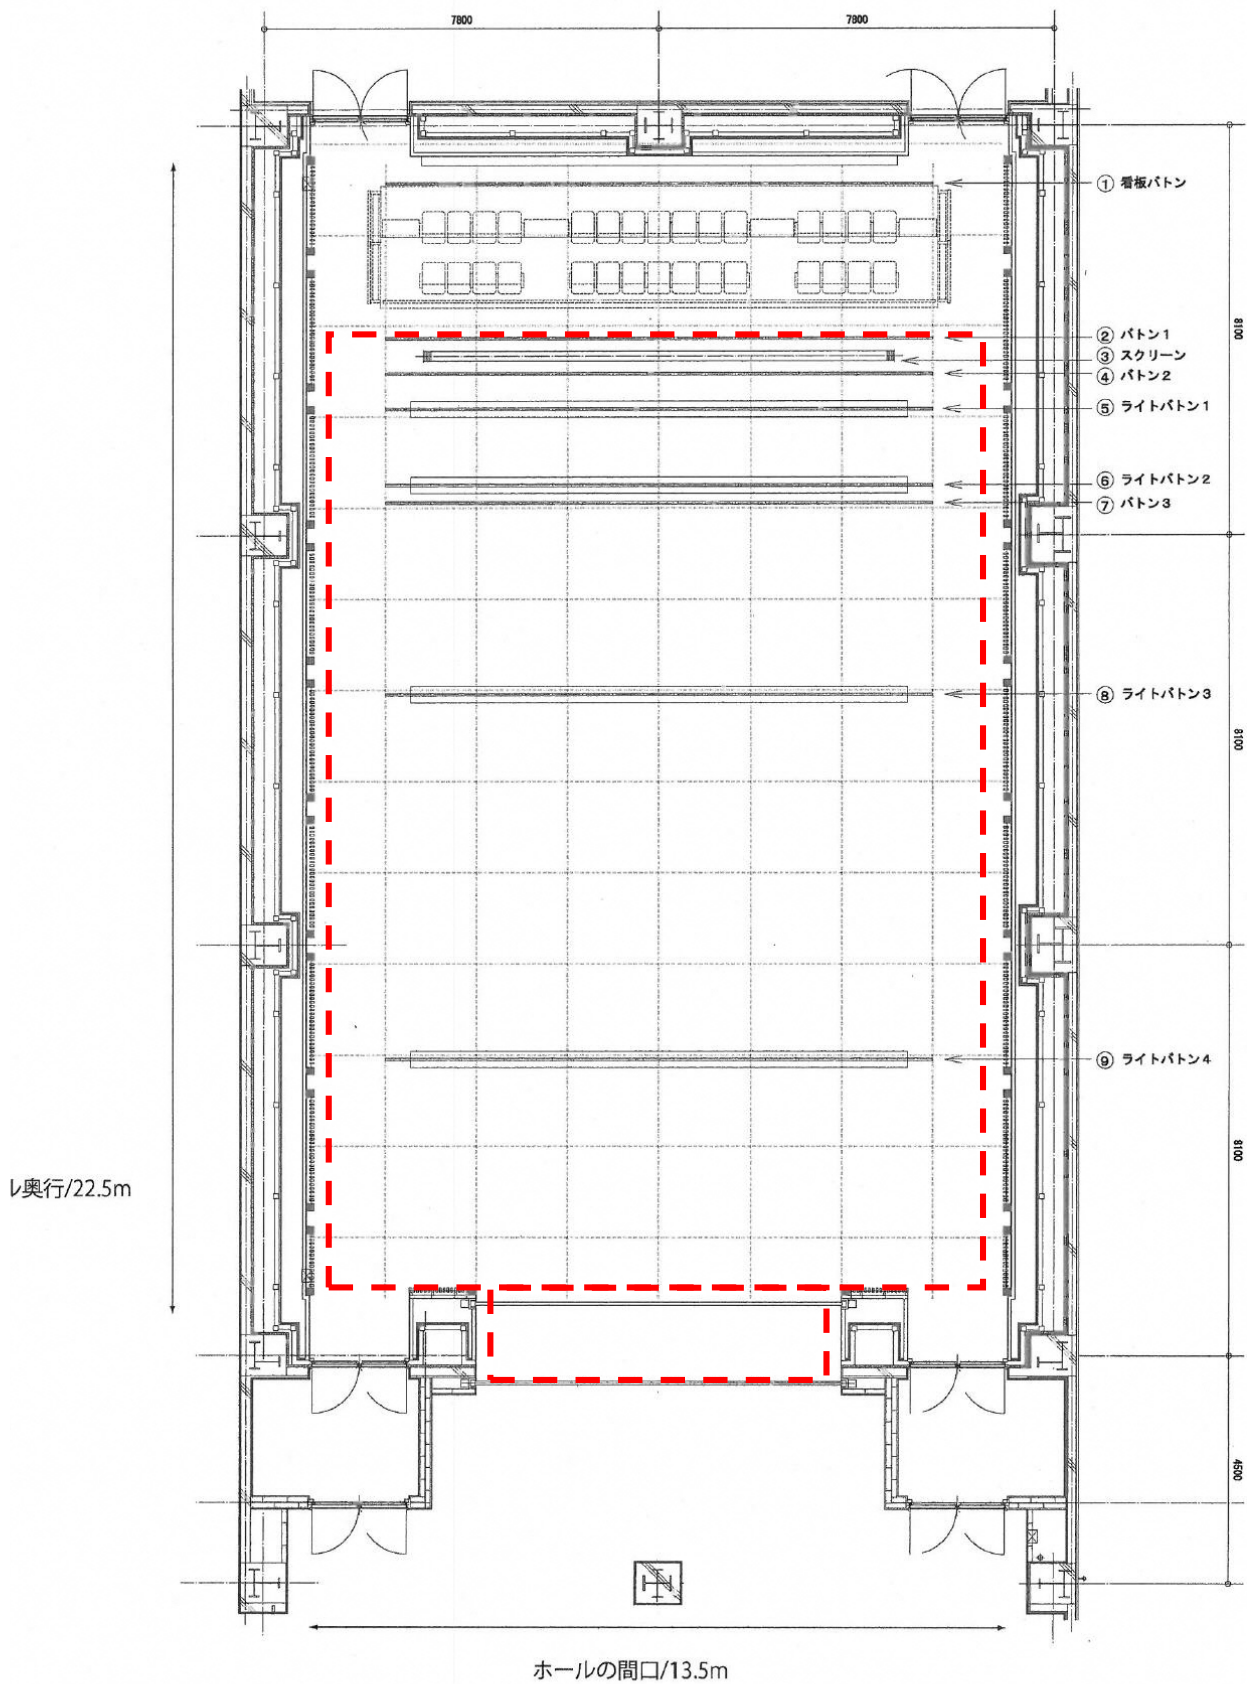 7800
7800
① 看板バトン
② バトン1
③ スクリーン
④ バトン2
⑤ ライトバトン1
⑥ ライトバトン2
⑦ バトン3
⑧ ライトバトン3
⑨ ライトバトン4
8100
8100
8100
4500
レ奥行/22.5m
ホールの間口/13.5m